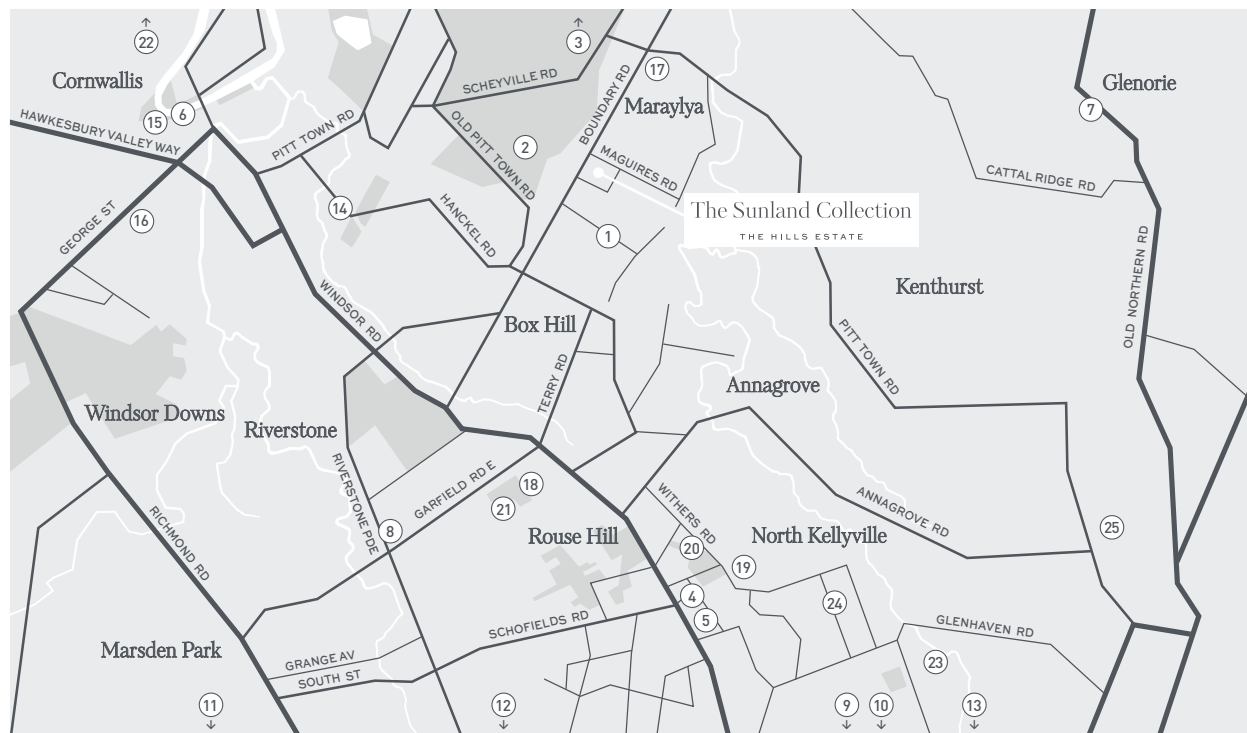 22
3
Cornwallis
SCHEYVILLE RD
BOUNDARY RD
17
Maraylya
Glenorie
7
15
6
HAWKESBURY VALLEY WAY
PITT TOWN RD
OLD PITT TOWN RD
2
MAGUIRES RD
CATTAL RIDGE RD
14
HANCKEL RD
The Sunland Collection
THE HILLS ESTATE
16
GEORGE ST
1
OLD NORTHERN RD
Kenthurst
WINDSOR RD
Box Hill
PITT TOWN RD
TERRY RD
Annagrove
Windsor Downs
Riverstone
RIVERSTONE PDE
GARFIELD RD E
18
21
WITHERS RD
ANNAGROVE RD
RICHMOND RD
8
Rouse Hill
North Kellyville
25
20
19
4
24
5
SCHOFIELDS RD
GLENHAVEN RD
Marsden Park
GRANGE AV
SOUTH ST
23
11
12
9
10
13